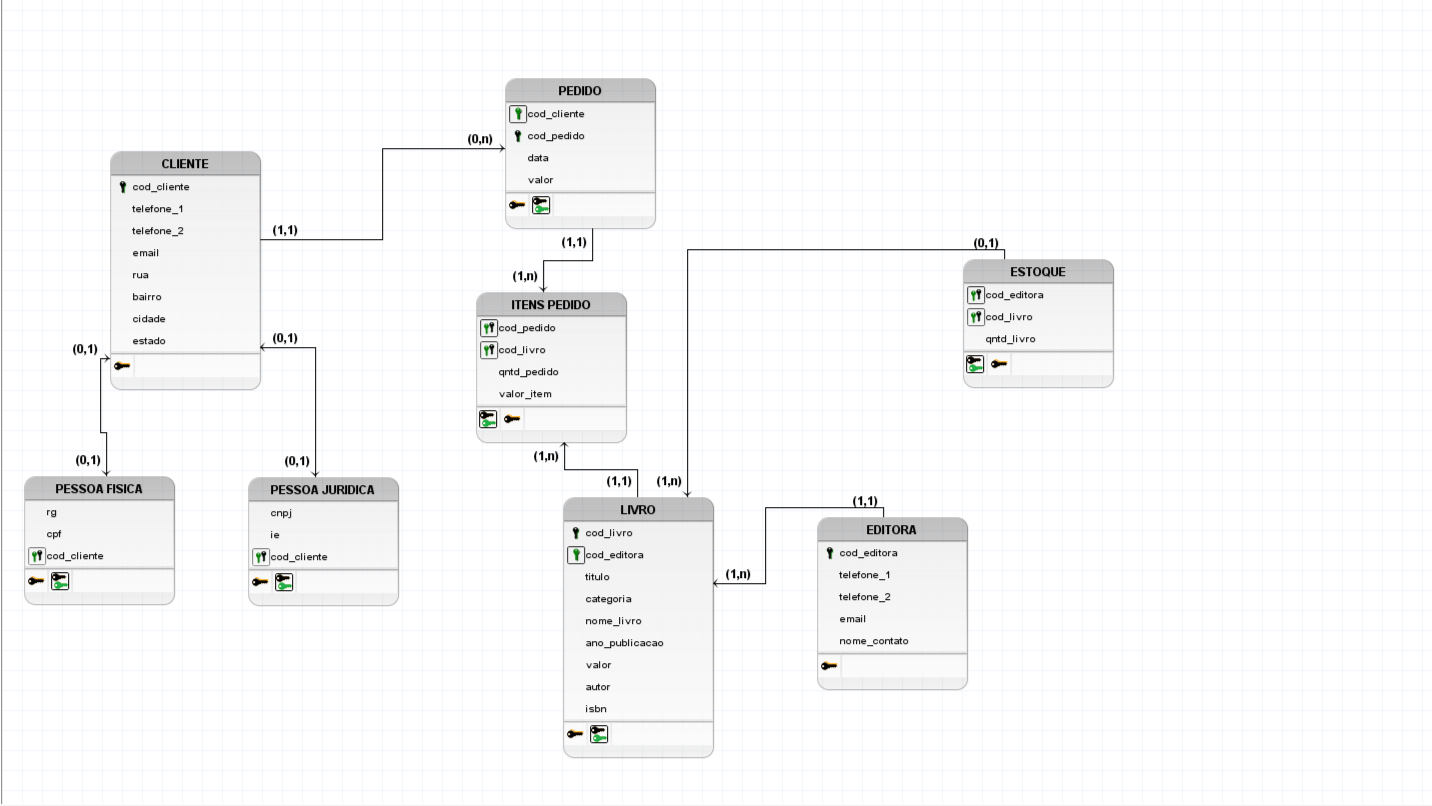 PEDIDO
cod_cliente
cod_pedido
data
valor
(0,n)
CLIENTE
cod_cliente
telefone_1
telefone_2
email
rua
bairro
cidade
estado
(1,1)
(1,1)
(1,n)
ITENS PEDIDO
cod_pedido
cod_livro
qntd_pedido
valor_item
(0,1)
ESTOQUE
cod_editora
cod_livro
qntd_livro
(0,1)
(0,1)
(0,1)
(0,1)
PESSOA FISICA
rg
cpf
cod_cliente
PESSOA JURIDICA
cnpj
ie
cod_cliente
(1,n)
(1,1)
(1,n)
LIVRO
cod_livro
cod_editora
titulo
categoria
nome_livro
ano_publicacao
valor
autor
isbn
(1,1)
(1,n)
EDITORA
cod_editora
telefone_1
telefone_2
email
nome_contato